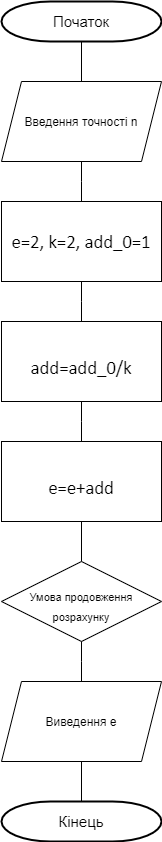 Початок
Введення точності n
e=2, k=2, add_0=1
add=add_0/k
e=e+add
Умова продовження
розрахунку
Виведення е
Кінець